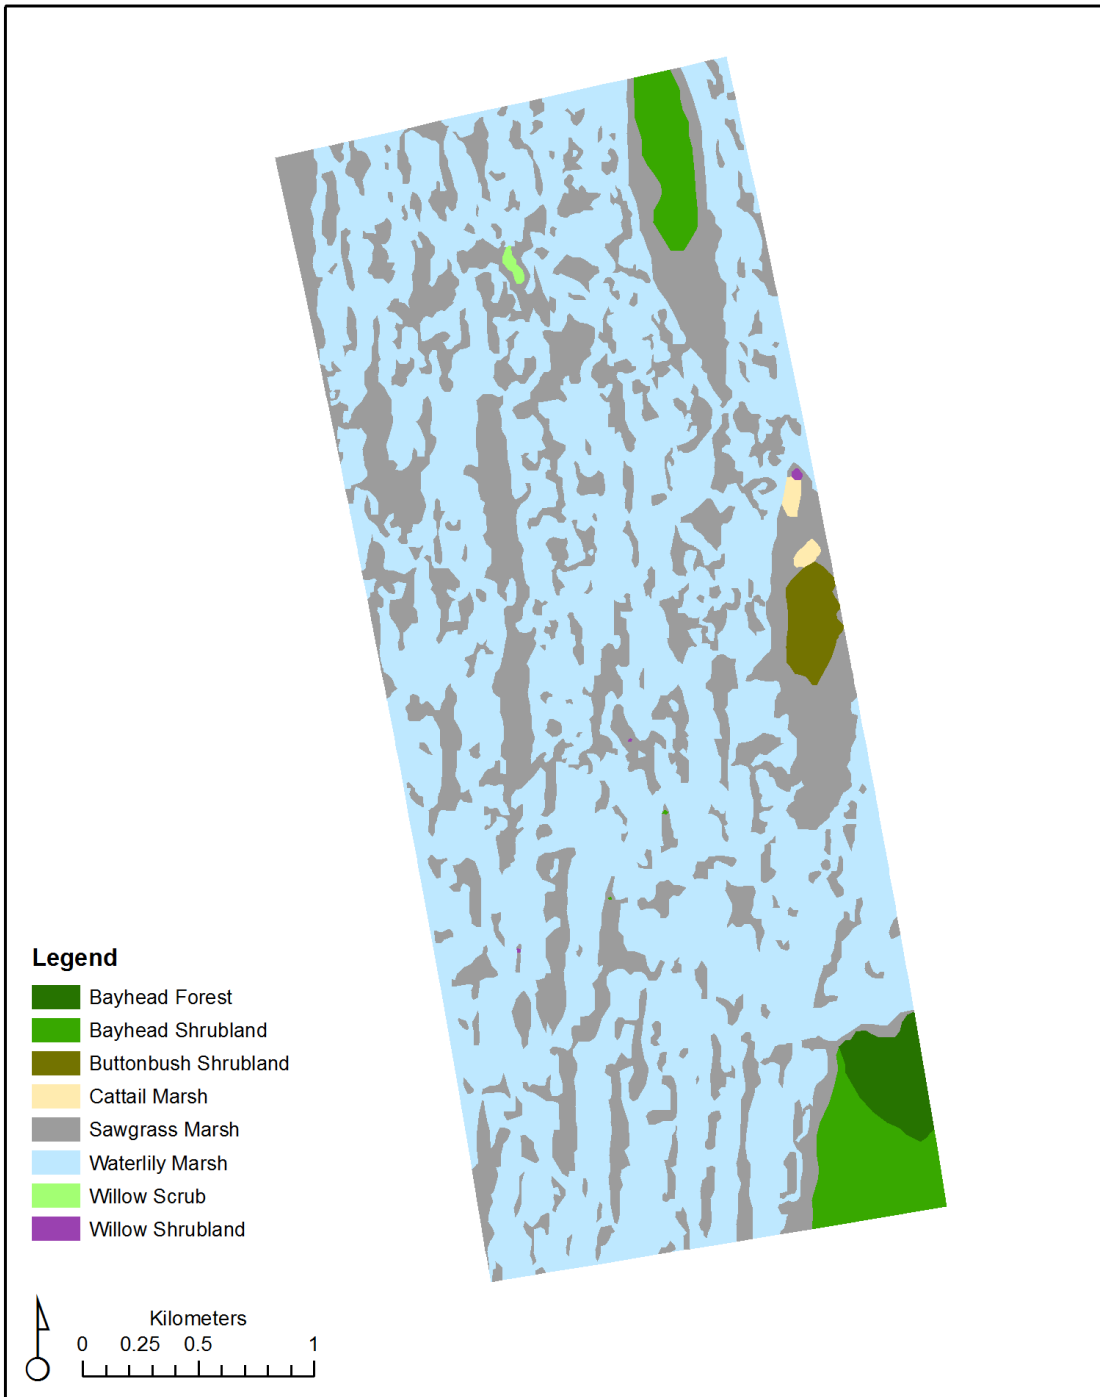 Legend
Bayhead Forest
Bayhead Shrubland
Buttonbush Shrubland
Cattail Marsh
Sawgrass Marsh
Waterlily Marsh
Willow Scrub
Willow Shrubland
Kilometers
0 0.25 0.5 1